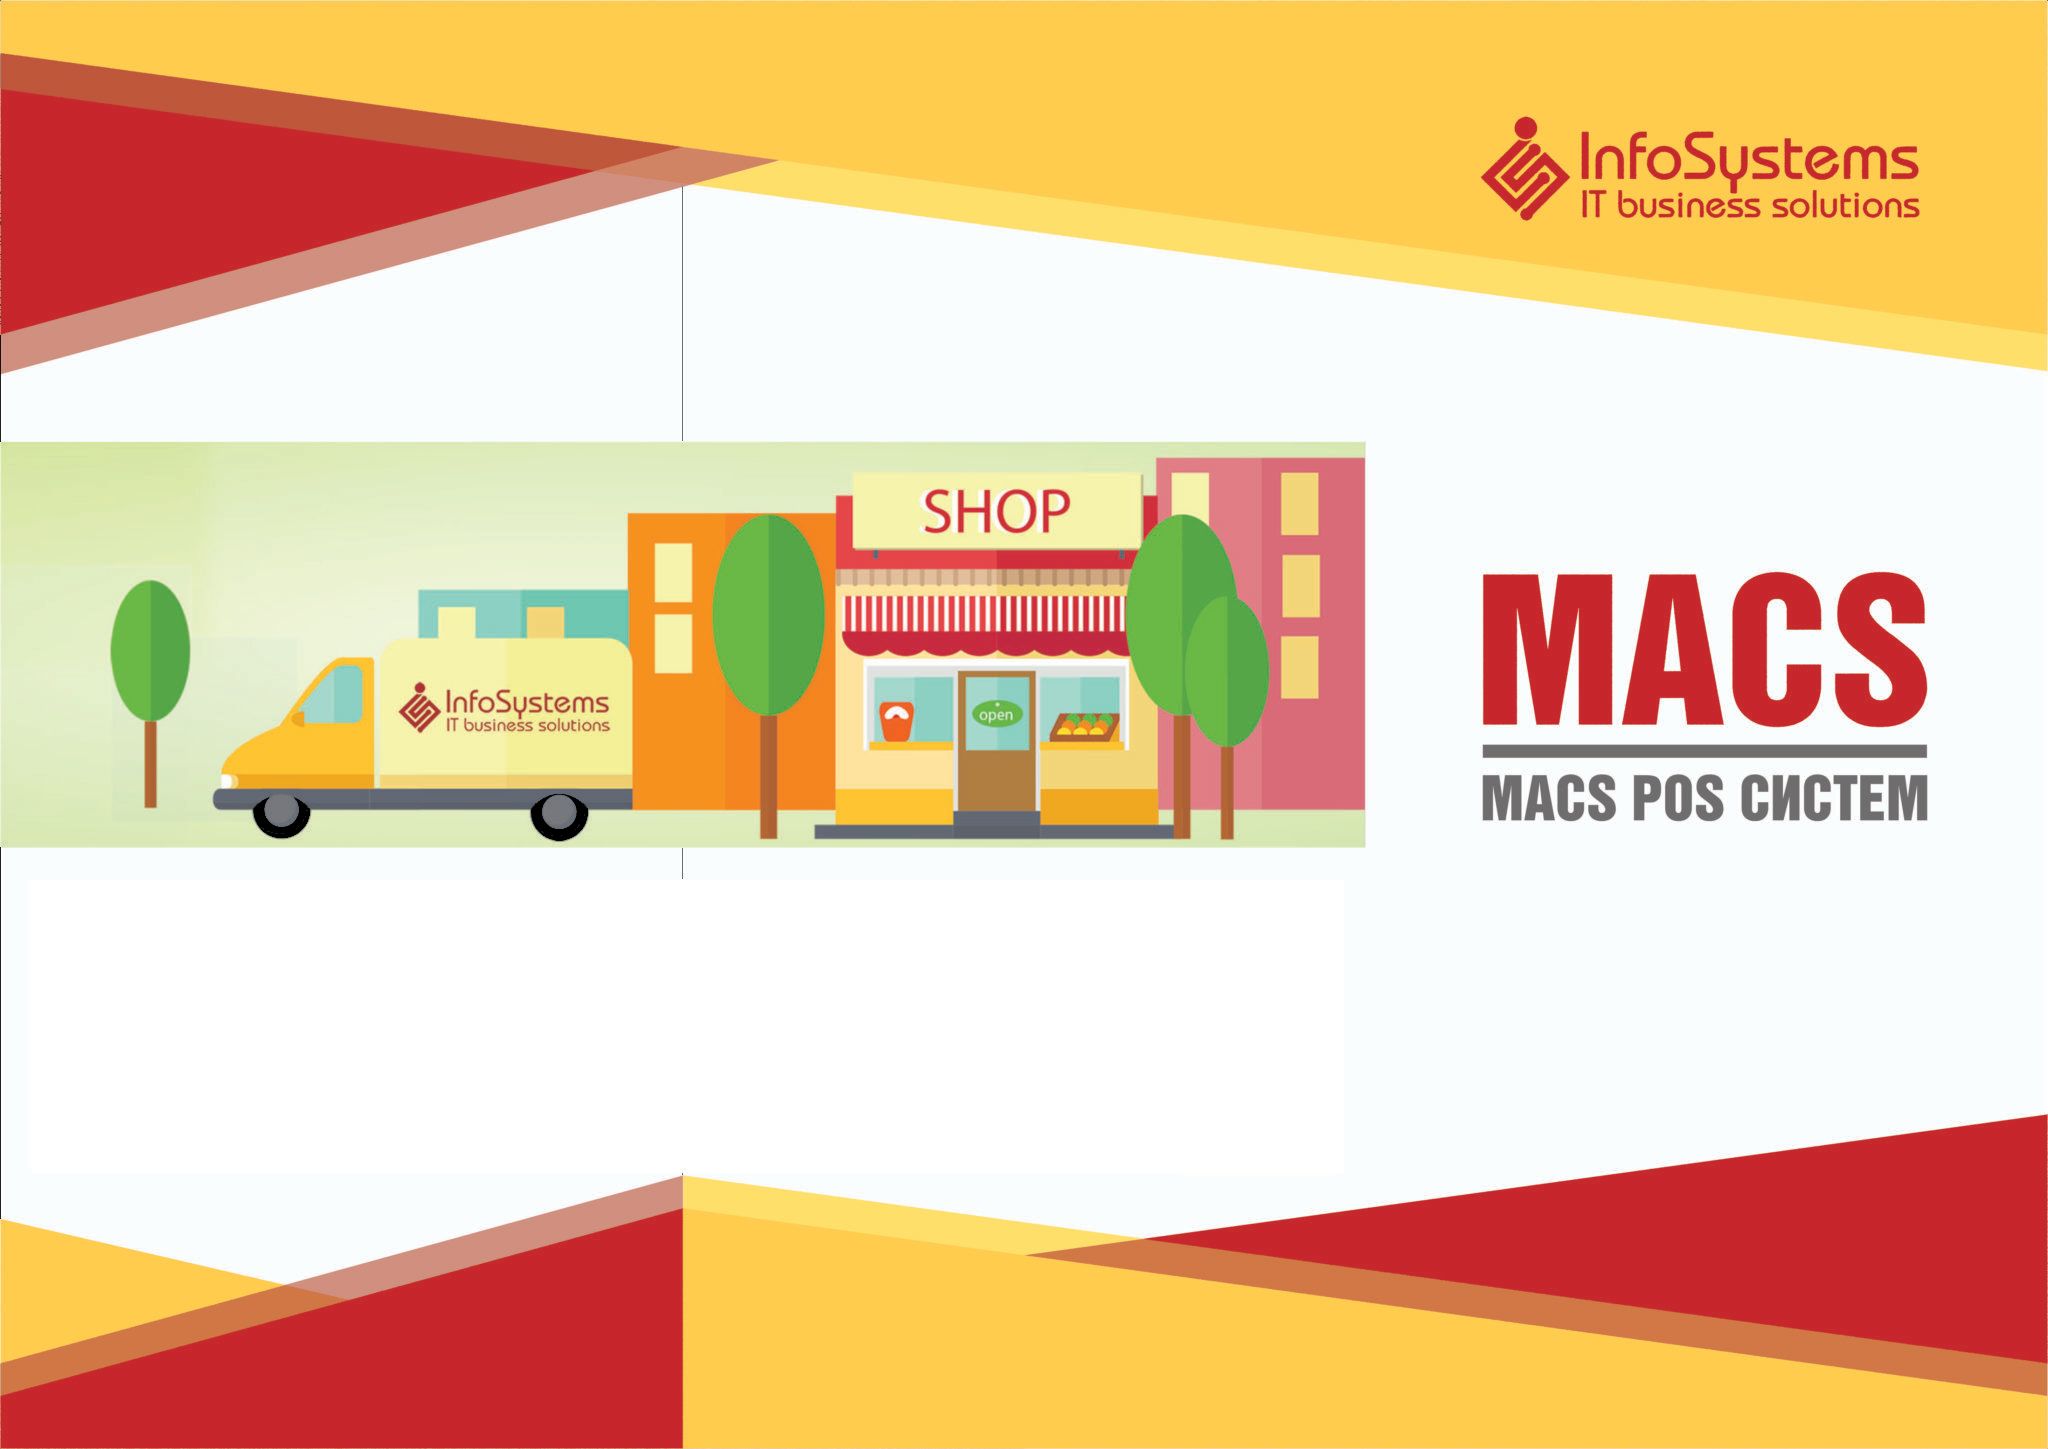 InfoSystems
IT business solutions
SHOP
InfoSystems
IT business solutions
open
MACS
MACS POS СИСТЕМ